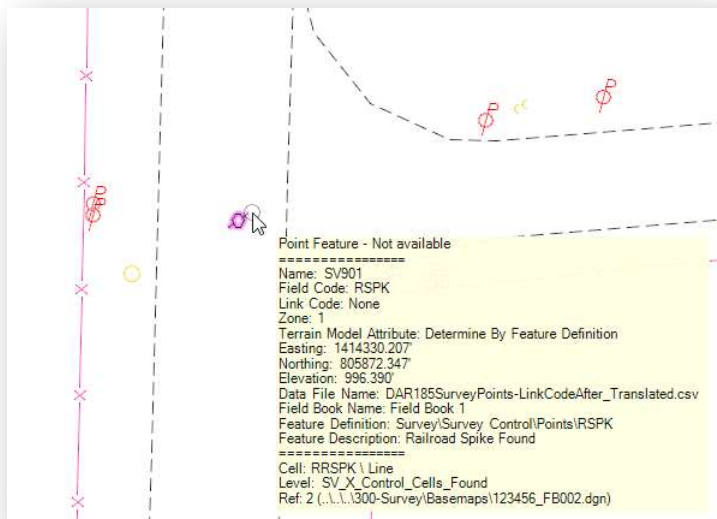 Point Feature - Not available
================
Name: SV901
Field Code: RSPK
Link Code: None
Zone: 1
Terrain Model Attribute: Determine By Feature Definition
Easting: 1414330.207'
Northing: 805872.347'
Elevation: 996.390'
Data File Name: DAR185SurveyPoints-LinkCodeAfter_Translated.csv
Field Book Name: Field Book 1
Feature Definition: Survey\Survey Control\Points\RSPK
Feature Description: Railroad Spike Found
================
Cell: RRSPK \ Line
Level: SV_X_Control_Cells_Found
Ref: 2 (..\..\..\300-Survey\Basemaps\123456_FB002.dgn)